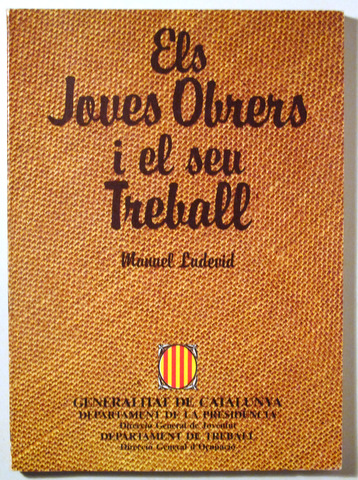 Els
Joves Obrers
i el seu
Treball
Manuel Ludevid
GENERALITAT DE CATALUNYA
DEPARTAMENT DE LA PRESIDÈNCIA
Direcció General de Joventut
DEPARTAMENT DE TREBALL
Direcció General d'Ocupació